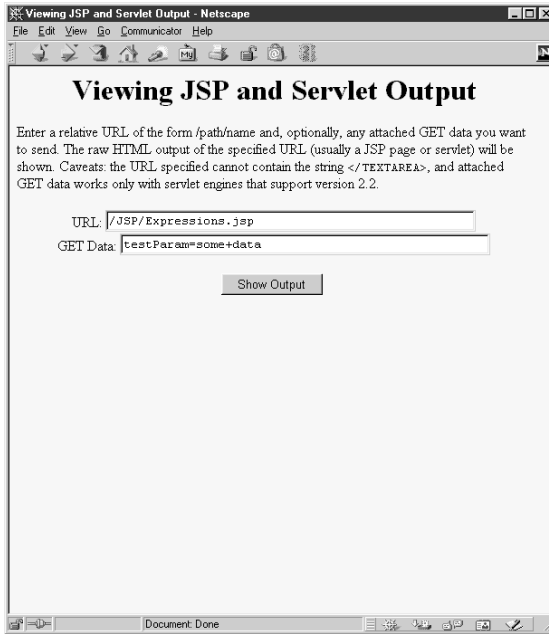 Viewing JSP and Servlet Output - Netscape
File Edit View Go Communicator Help
My
N
Viewing JSP and Servlet Output
Enter a relative URL of the form /path/name and, optionally, any attached GET data you want
to send. The raw HTML output of the specified URL (usually a JSP page or servlet) will be
shown. Caveats: the URL specified cannot contain the string </TEXTAREA>, and attached
GET data works only with servlet engines that support version 2.2.
URL: /JSP/Expressions.jsp
GET Data: testParam=some+data
Show Output
Document: Done